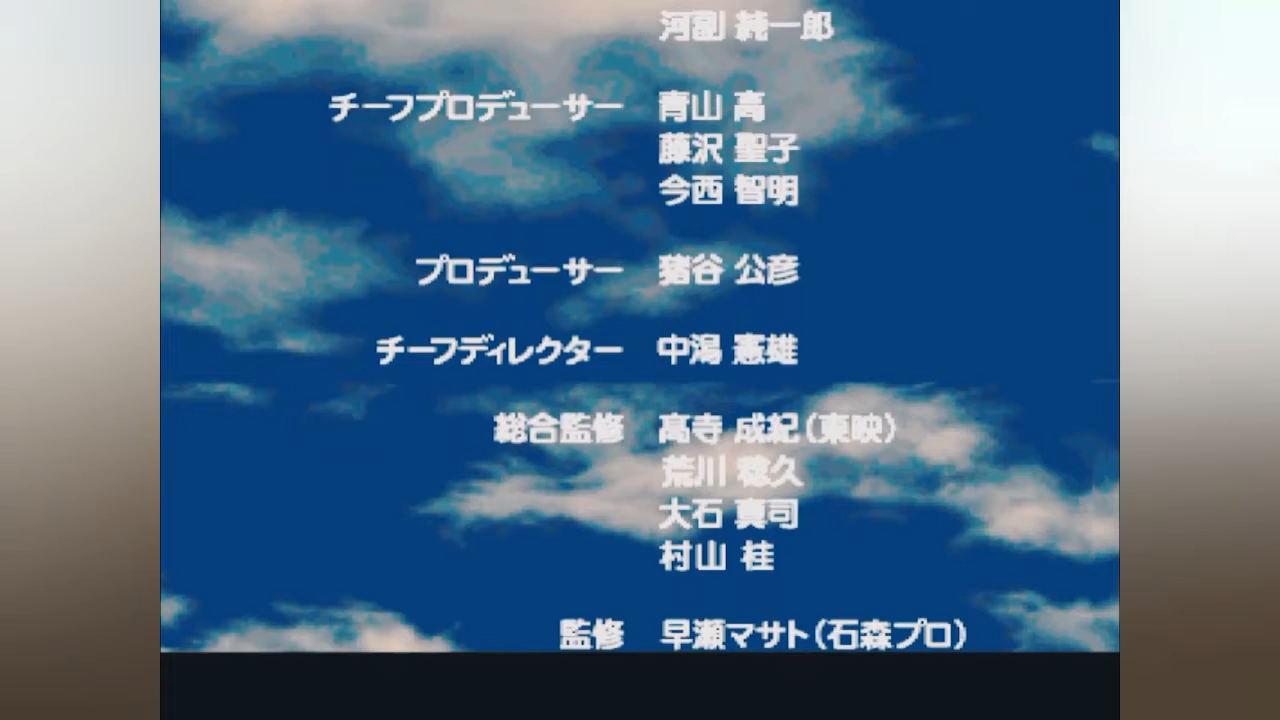 河副 純一郎
チーフプロデューサー 青山 高
藤沢 聖子
今西 智明
プロデューサー 猪谷 公彦
チーフディレクター 中潟 憲雄
総合監修 髙寺 成紀(東映)
荒川 稔久
大石 真司
村山 桂
監修 早瀬マサト(石森プロ)